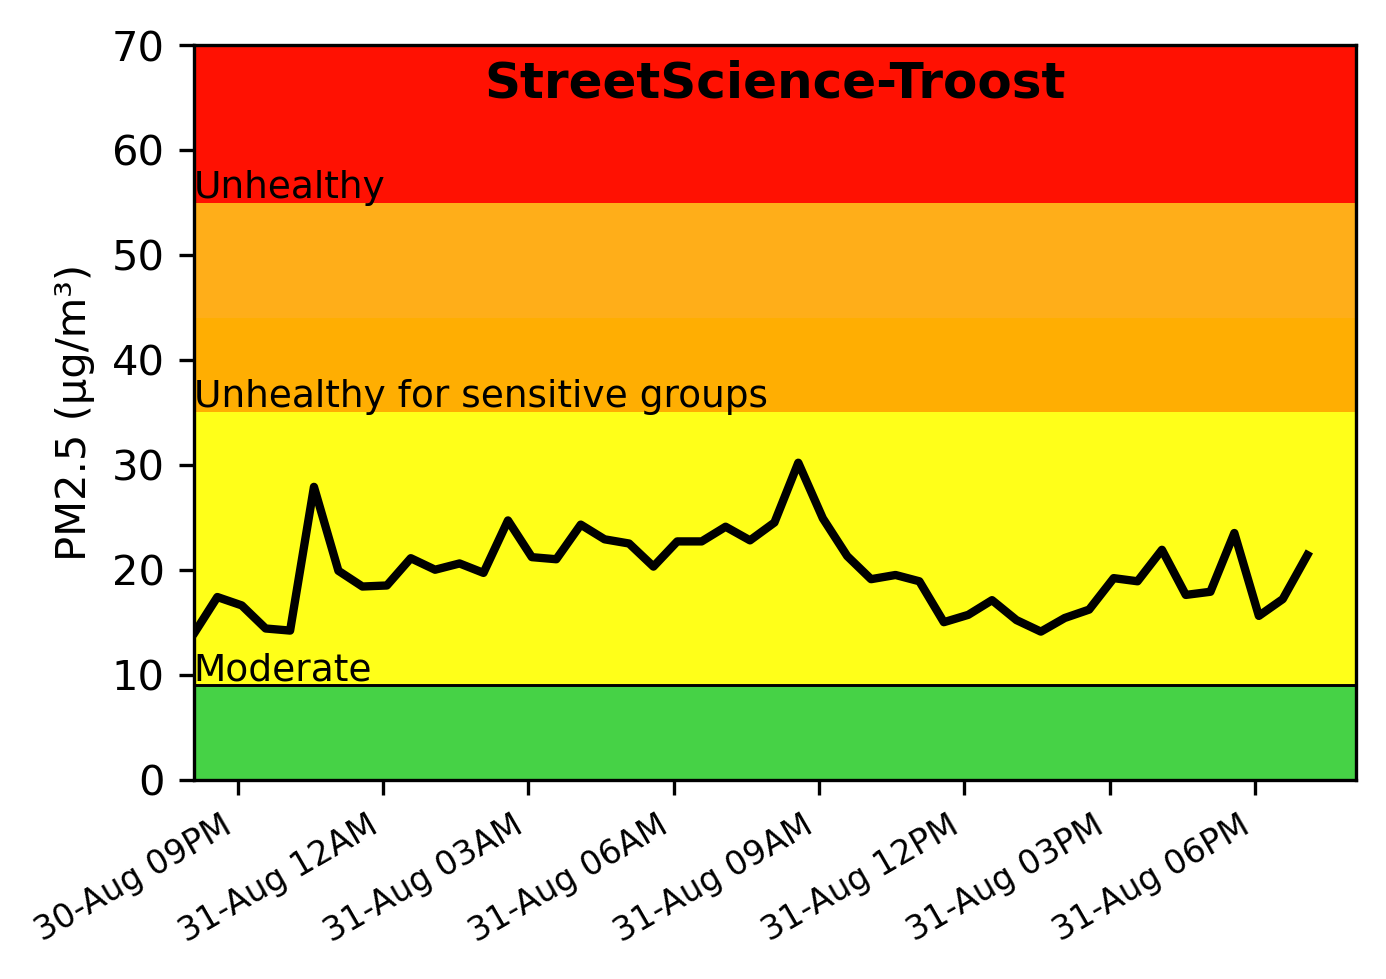 StreetScience-Troost
70
60
50
40
30
20
10
0
PM2.5 (µg/m³)
Unhealthy
Unhealthy for sensitive groups
Moderate
30-Aug 09PM
31-Aug 12AM
31-Aug 03AM
31-Aug 06AM
31-Aug 09AM
31-Aug 12PM
31-Aug 03PM
31-Aug 06PM